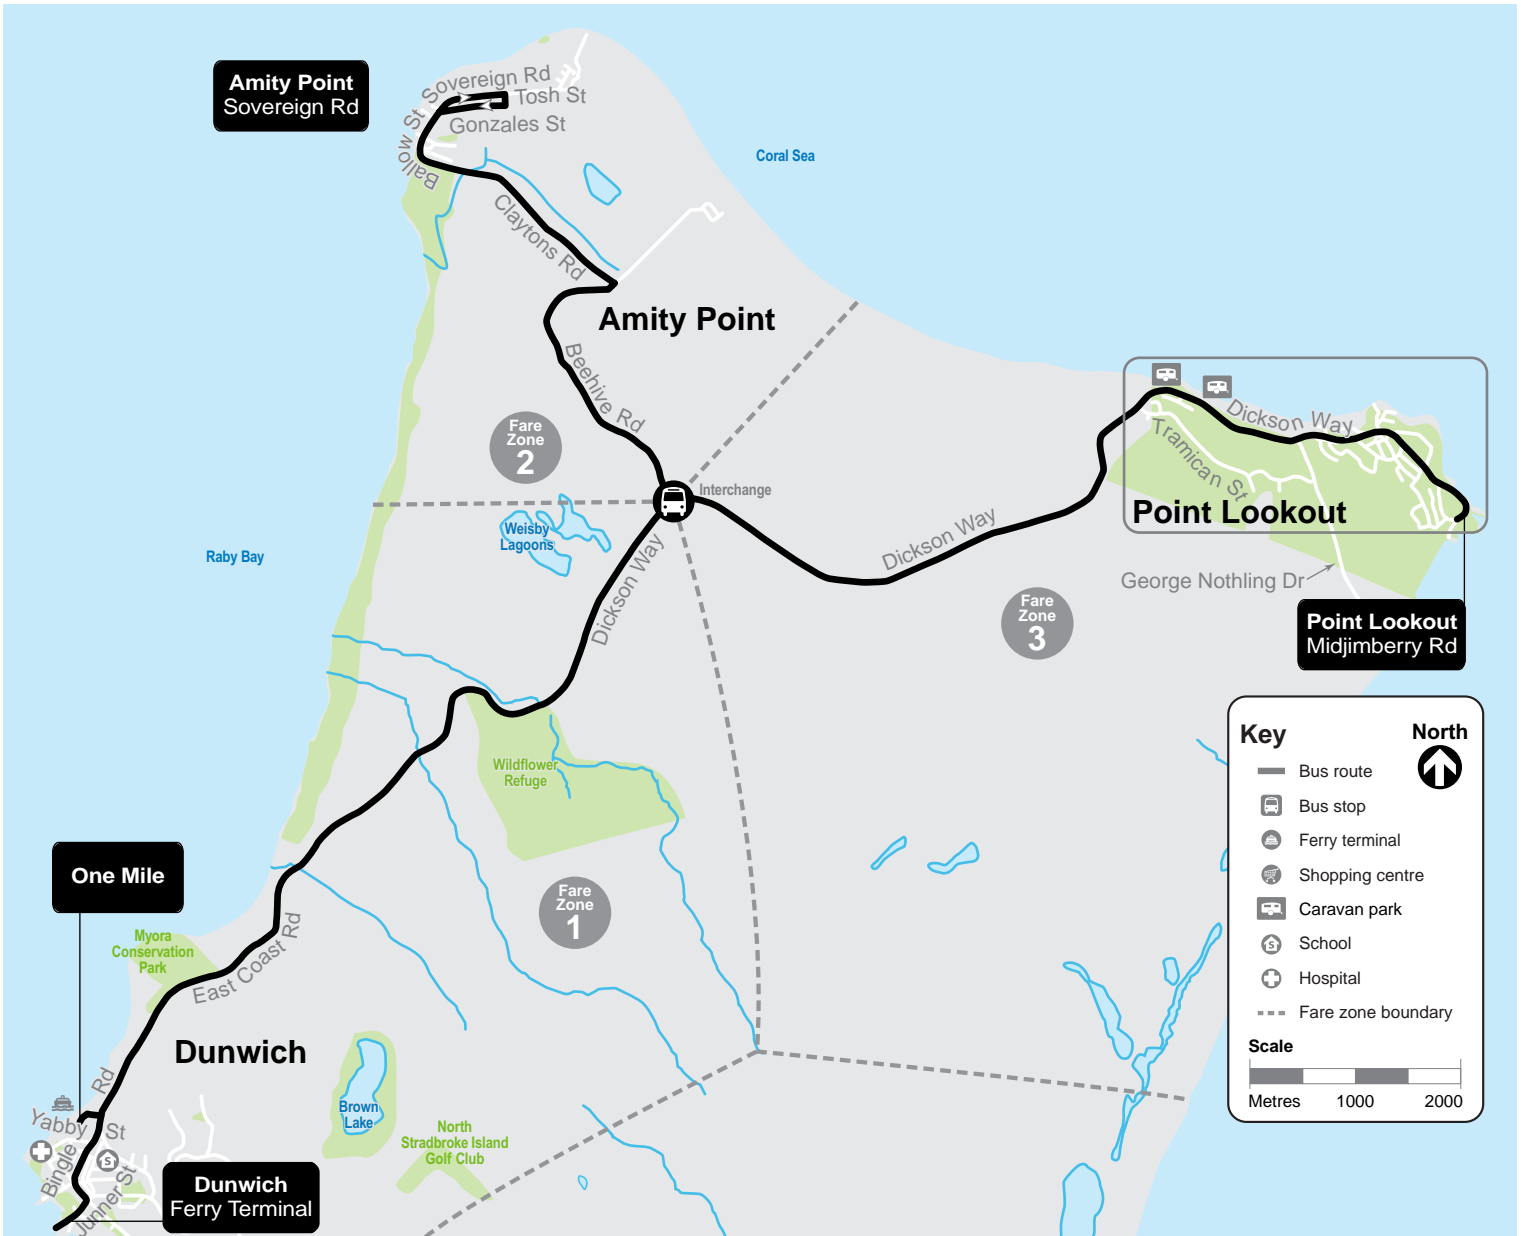 Amity Point
Sovereign Rd
Sovereign Rd
Tosh St
Gonzales St
Ballow St
Claytons Rd
Coral Sea
Amity Point
Beehive Rd
Fare
Zone
2
Interchange
Weisby
Lagoons
Raby Bay
Dickson Way
Dickson Way
Dickson Way
Tramican St
Point Lookout
George Nothling Dr
Fare
Zone
3
Point Lookout
Midjimberry Rd
Wildflower
Refuge
One Mile
Fare
Zone
1
Myora
Conservation
Park
East Coast Rd
Dunwich
Brown
Lake
North
Stradbroke Island
Golf Club
Yabby St
Bingle Rd
Junner St
S
Dunwich
Ferry Terminal
Key
North
Bus route
Bus stop
Ferry terminal
Shopping centre
Caravan park
S
School
Hospital
Fare zone boundary
Scale
Metres 1000 2000